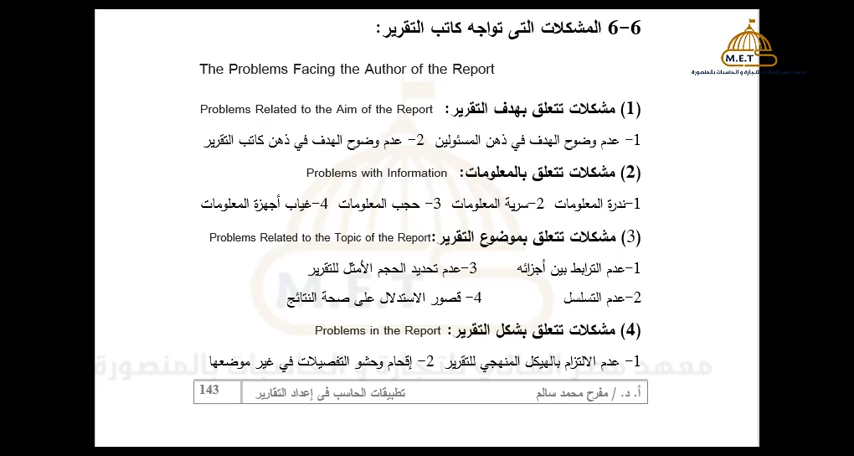 6-6 المشكلات التى تواجه كاتب التقرير:
M.E.T
The Problems Facing the Author of the Report
(1) مشكلات تتعلق بهدف التقرير: Problems Related to the Aim of the Report
1- عدم وضوح الهدف في ذهن المسئولين 2- عدم وضوح الهدف في ذهن كاتب التقرير
(2) مشكلات تتعلق بالمعلومات: Problems with Information
1-ندرة المعلومات 2-سرية المعلومات 3- حجب المعلومات 4-غياب أجهزة المعلومات
(3) مشكلات تتعلق بموضوع التقرير: Problems Related to the Topic of the Report
1-عدم الترابط بين أجزائه 3-عدم تحديد الحجم الأمثل للتقرير
2-عدم التسلسل 4- قصور الاستدلال على صحة النتائج
M.E.T
(4) مشكلات تتعلق بشكل التقرير: Problems in the Report
1- عدم الالتزام بالهيكل المنهجي للتقرير 2- إقحام وحشو التفصيلات في غير موضعها
أ. د. / مفرح محمد سالم تطبيقات الحاسب فى إعداد التقارير 143